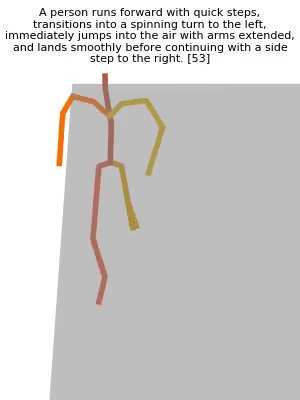 A person runs forward with quick steps,
transitions into a spinning turn to the left,
immediately jumps into the air with arms extended,
and lands smoothly before continuing with a side
step to the right. [53]